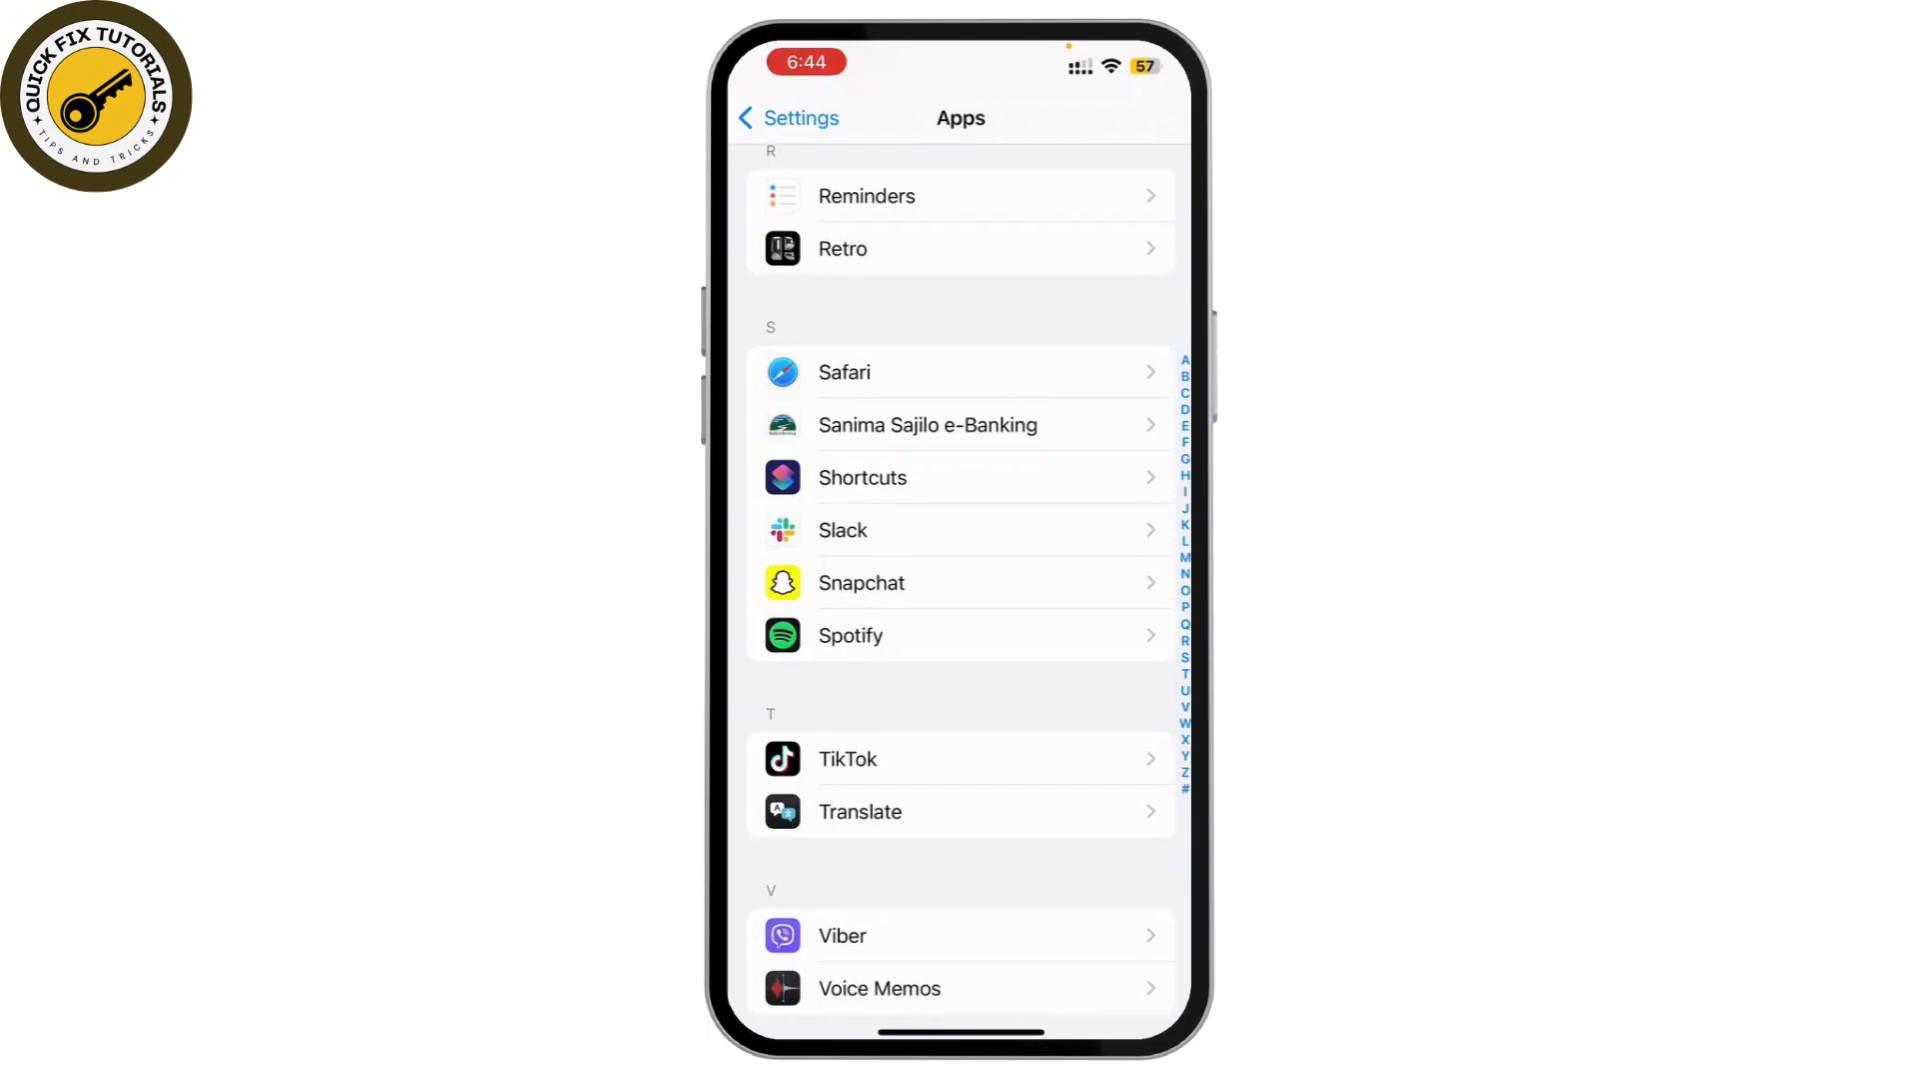 QUICK FIX TUTORIALS
TIPS AND TRICKS
6:44
57
Settings
Apps
R
Reminders
Retro
S
Safari
Sanima Sajilo e-Banking
Shortcuts
Slack
Snapchat
Spotify
T
TikTok
Translate
V
Viber
Voice Memos
A
B
C
D
E
F
G
H
I
J
K
L
M
N
O
P
Q
R
S
T
U
V
W
X
Y
Z
#